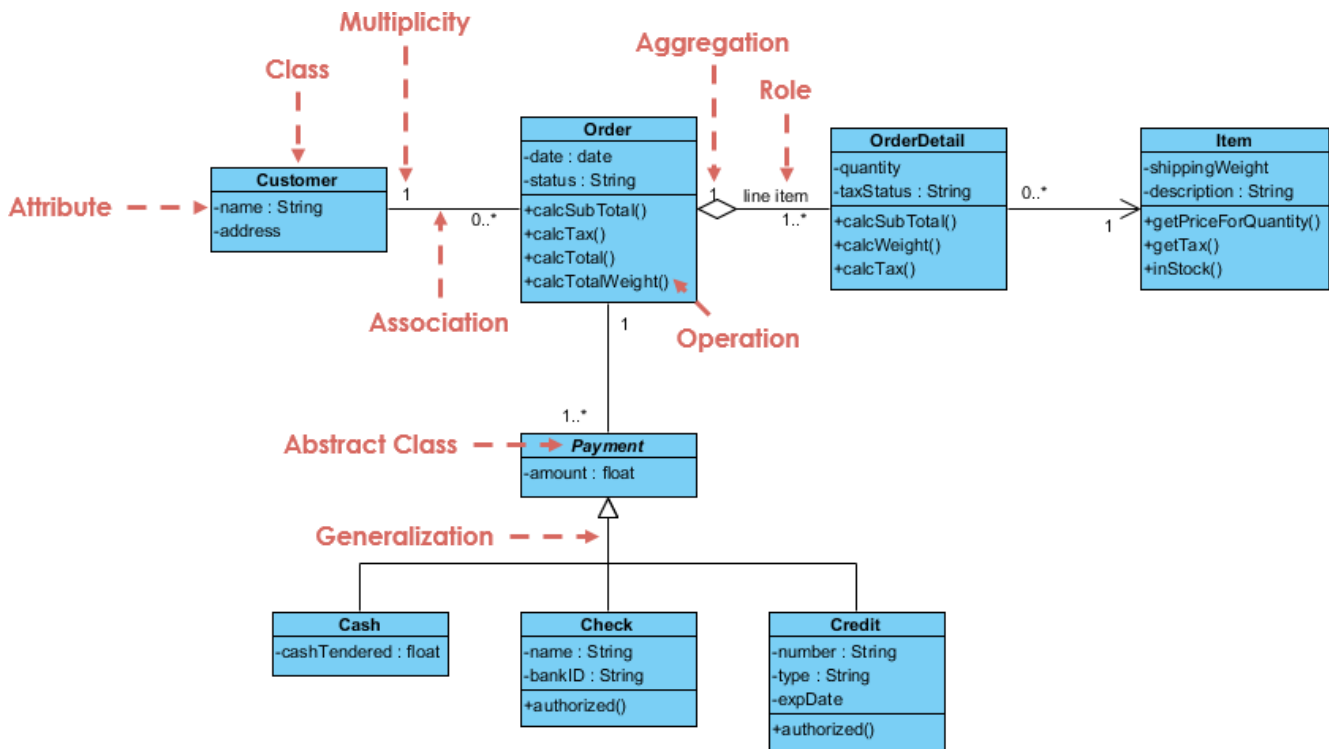 Multiplicity
Aggregation
Class
Role
Order
-date : date
-status : String
+calcSubTotal()
+calcTax()
+calcTotal()
+calcTotalWeight()
OrderDetail
-quantity
-taxStatus : String
+calcSubTotal()
+calcWeight()
+calcTax()
Item
-shippingWeight
-description : String
+getPriceForQuantity()
+getTax()
+inStock()
Customer
-name : String
-address
Attribute
1
0..*
1
line item
1..*
0..*
1
Association
Operation
1
1..*
Abstract Class
Payment
-amount : float
Generalization
Cash
-cashTendered : float
Check
-name : String
-bankID : String
+authorized()
Credit
-number : String
-type : String
-expDate
+authorized()